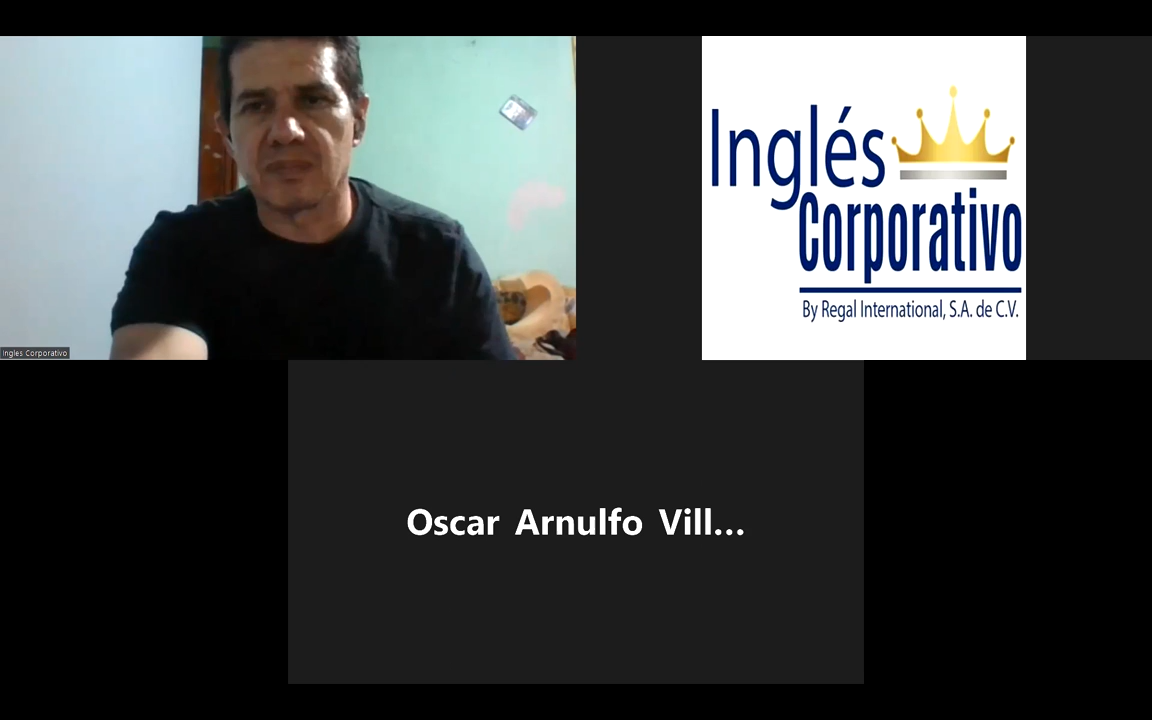 Ingles Corporativo
Inglés
Corporativo
By Regal International, S.A. de C.V.
Oscar Arnulfo Vill...